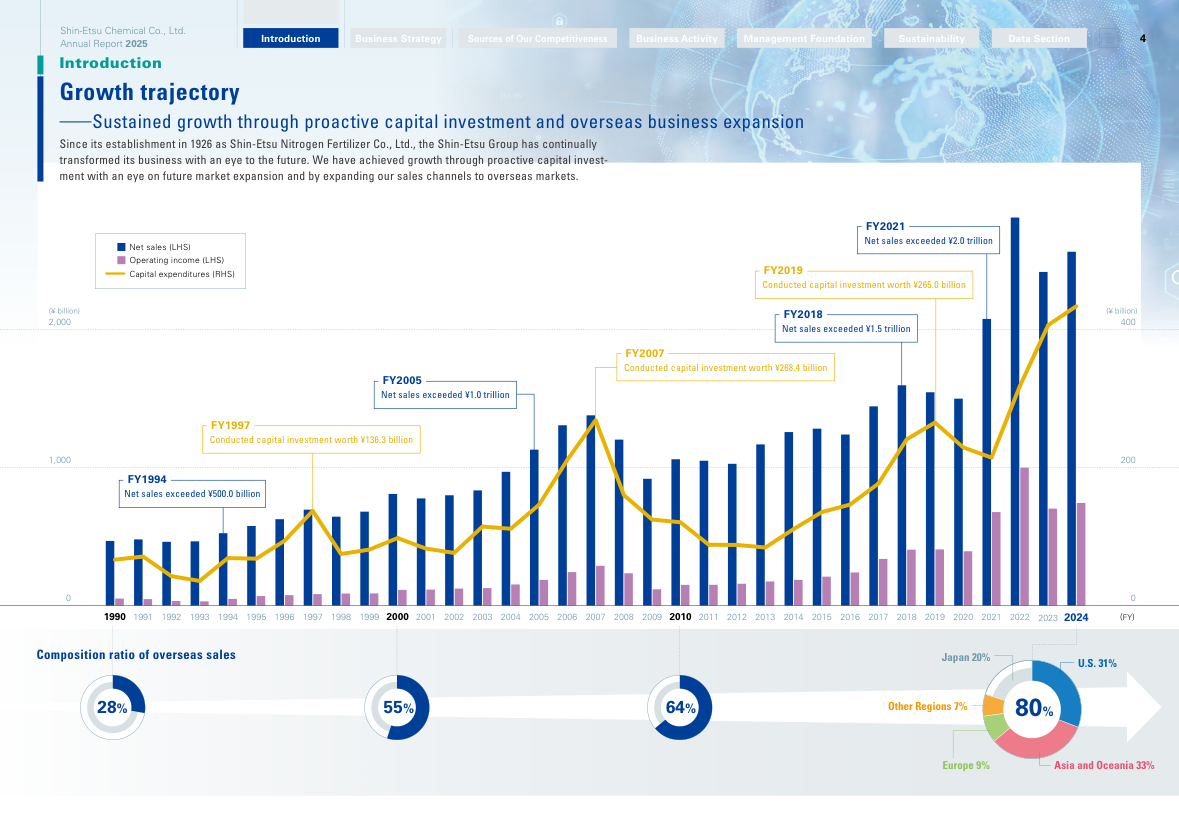 Shin-Etsu Chemical Co., Ltd.
Annual Report 2025
Introduction
Business Strategy
Sources of Our Competitiveness
Business Activity
Management Foundation
Sustainability
Data Section
4
Introduction
Growth trajectory
——Sustained growth through proactive capital investment and overseas business expansion
Since its establishment in 1926 as Shin-Etsu Nitrogen Fertilizer Co., Ltd., the Shin-Etsu Group has continually
transformed its business with an eye to the future. We have achieved growth through proactive capital invest-
ment with an eye on future market expansion and by expanding our sales channels to overseas markets.
Net sales (LHS)
Operating income (LHS)
Capital expenditures (RHS)
(¥ billion)
2,000
1,000
0
(¥ billion)
400
200
0
FY1994
Net sales exceeded ¥500.0 billion
FY1997
Conducted capital investment worth ¥136.3 billion
FY2005
Net sales exceeded ¥1.0 trillion
FY2007
Conducted capital investment worth ¥268.4 billion
FY2018
Net sales exceeded ¥1.5 trillion
FY2019
Conducted capital investment worth ¥265.0 billion
FY2021
Net sales exceeded ¥2.0 trillion
1990 1991 1992 1993 1994 1995 1996 1997 1998 1999 2000 2001 2002 2003 2004 2005 2006 2007 2008 2009 2010 2011 2012 2013 2014 2015 2016 2017 2018 2019 2020 2021 2022 2023 2024 (FY)
Composition ratio of overseas sales
28%
55%
64%
80%
Japan 20%
U.S. 31%
Other Regions 7%
Europe 9%
Asia and Oceania 33%